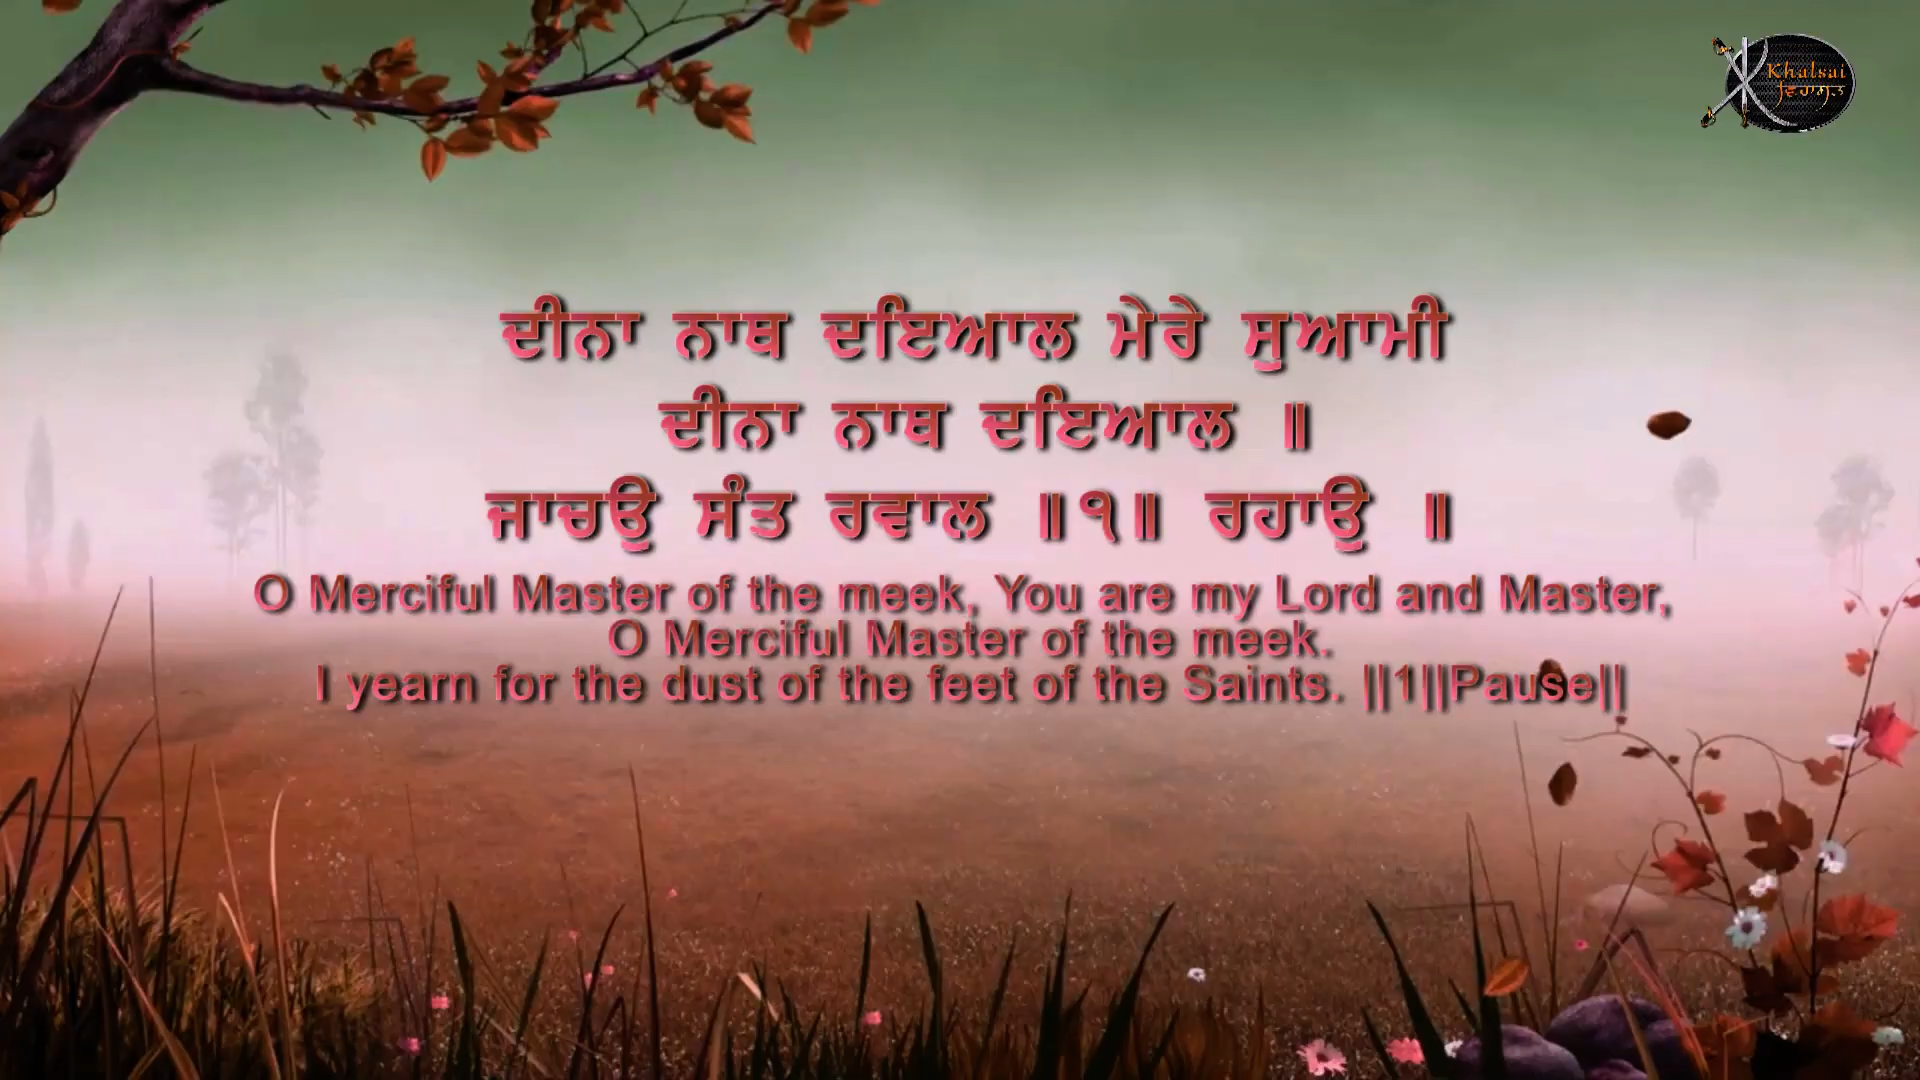 Khalsai
ਵਿਰਾਸਤ
ਦੀਨਾ ਨਾਥ ਦਇਆਲ ਮੇਰੇ ਸੁਆਮੀ
ਦੀਨਾ ਨਾਥ ਦਇਆਲ ॥
ਜਾਚਉ ਸੰਤ ਰਵਾਲ ॥੧॥ ਰਹਾਉ ॥
O Merciful Master of the meek, You are my Lord and Master,
O Merciful Master of the meek.
I yearn for the dust of the feet of the Saints. ||1||Pause||